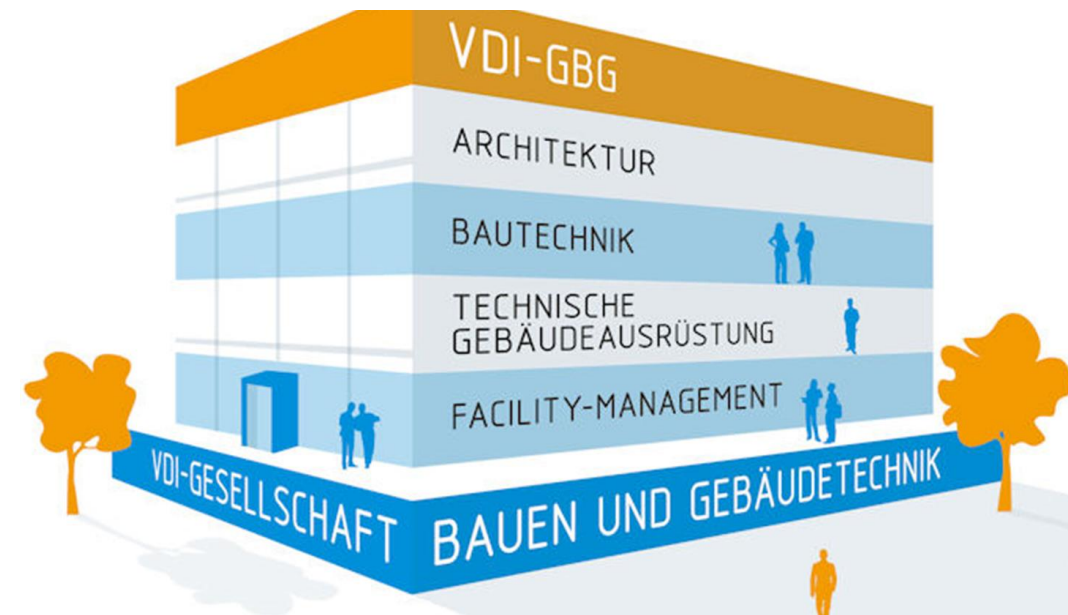 VDI-GBG
ARCHITEKTUR
BAUTECHNIK
TECHNISCHE
GEBÄUDEAUSRÜSTUNG
FACILITY-MANAGEMENT
VDI-GESELLSCHAFT
BAUEN UND GEBÄUDETECHNIK